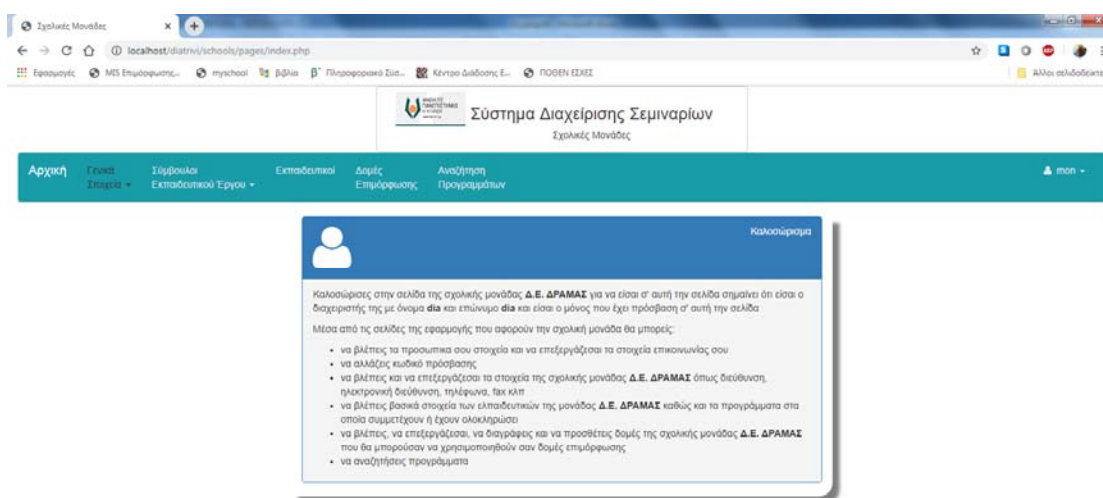 Σχολικές Μονάδες
localhost/diatrivi/schools/pages/index.php
Εφαρμογές MIS Επιμόρφωσης... myschool βιβλία Πληροφοριακό Σύσ... Κέντρο Διάδοσης Ε... ΠΟΘΕΝ ΕΣΧΕΣ Άλλοι σελιδοδείκτε
Σύστημα Διαχείρισης Σεμιναρίων
Σχολικές Μονάδες
Αρχική Γενικά Σύμβουλοι Εκπαιδευτικοί Δομές Αναζήτηση mon
Στοιχεία Εκπαιδευτικού Έργου Επιμόρφωσης Προγραμμάτων
Καλοσώρισμα
Καλοσώρισες στην σελίδα της σχολικής μονάδας Δ.Ε. ΔΡΑΜΑΣ για να είσαι σ' αυτή την σελίδα σημαίνει ότι είσαι ο
διαχειριστής της με όνομα dia και επώνυμο dia και είσαι ο μόνος που έχει πρόσβαση σ' αυτή την σελίδα
Μέσα από τις σελίδες της εφαρμογής που αφορούν την σχολική μονάδα θα μπορείς:
• να βλέπεις τα προσωπικα σου στοιχεία και να επεξεργάζεσαι τα στοιχεία επικοινωνίας σου
• να αλλάζεις κωδικό πρόσβασης
• να βλέπεις και να επεξεργάζεσαι τα στοιχεία της σχολικής μονάδας Δ.Ε. ΔΡΑΜΑΣ όπως διεύθυνση,
ηλεκτρονική διεύθυνση, τηλέφωνα, fax κλπ
• να βλέπεις βασικά στοιχεία των ελπαιδευτικών της μονάδας Δ.Ε. ΔΡΑΜΑΣ καθώς και τα προγράμματα στα
οποία συμμετέχουν ή έχουν ολοκληρώσει
• να βλέπεις, να επεξεργάζεσαι, να διαγράφεις και να προσθέτεις δομές της σχολικής μονάδας Δ.Ε. ΔΡΑΜΑΣ
που θα μπορούσαν να χρησιμοποιηθούν σαν δομές επιμόρφωσης
• να αναζητήσεις προγράμματα